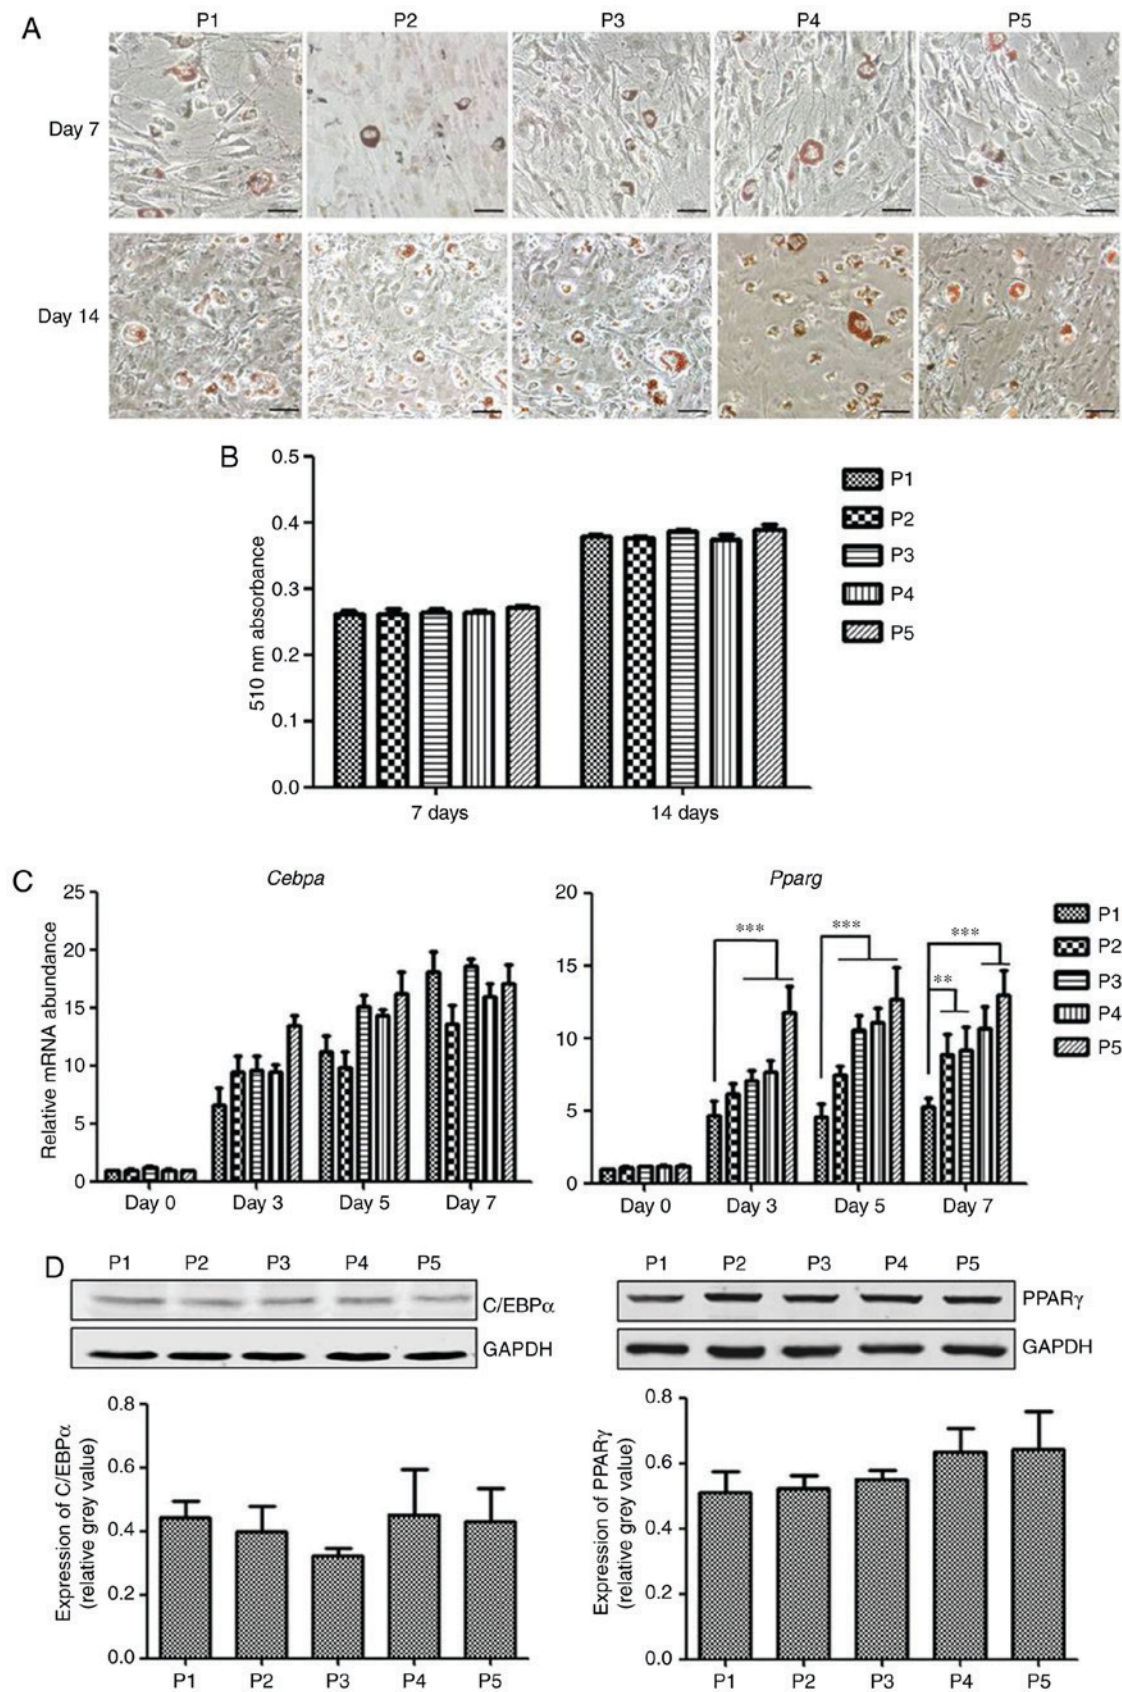 A
P1 P2 P3 P4 P5
Day 7
Day 14
B
510 nm absorbance
0.5
0.4
0.3
0.2
0.1
0.0
7 days 14 days
P1
P2
P3
P4
P5
C
Cebpa
Relative mRNA abundance
25
20
15
10
5
0
Day 0 Day 3 Day 5 Day 7
Pparg
20
15
10
5
0
*** *** ***
**
Day 0 Day 3 Day 5 Day 7
P1
P2
P3
P4
P5
D
P1 P2 P3 P4 P5
C/EBPα
GAPDH
Expression of C/EBPα
(relative grey value)
0.8
0.6
0.4
0.2
0.0
P1 P2 P3 P4 P5
P1 P2 P3 P4 P5
PPARγ
GAPDH
Expression of PPARγ
(relative grey value)
0.8
0.6
0.4
0.2
0.0
P1 P2 P3 P4 P5